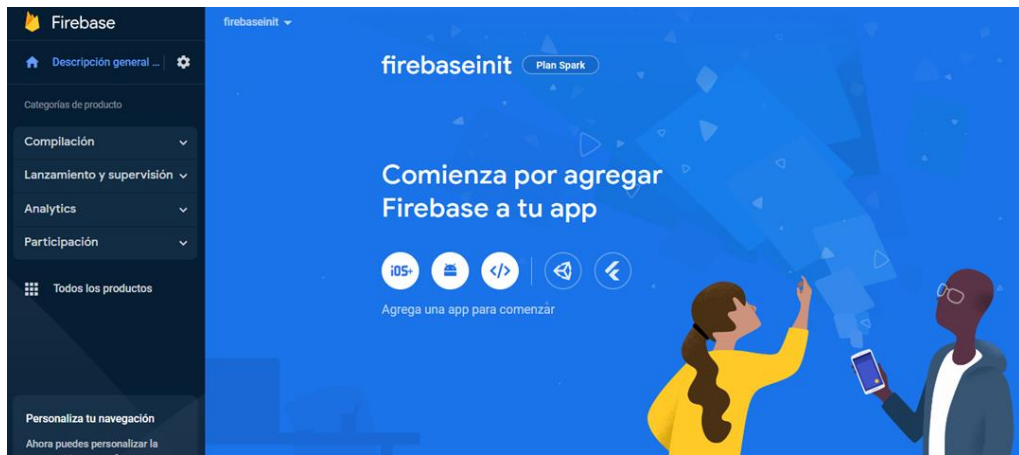 Firebase
firebaseinit
Descripción general ...
firebaseinit Plan Spark
Categorías de producto
Compilación
Lanzamiento y supervisión
Analytics
Participación
Comienza por agregar
Firebase a tu app
iOS+
</>
Agrega una app para comenzar
Todos los productos
Personaliza tu navegación
Ahora puedes personalizar la